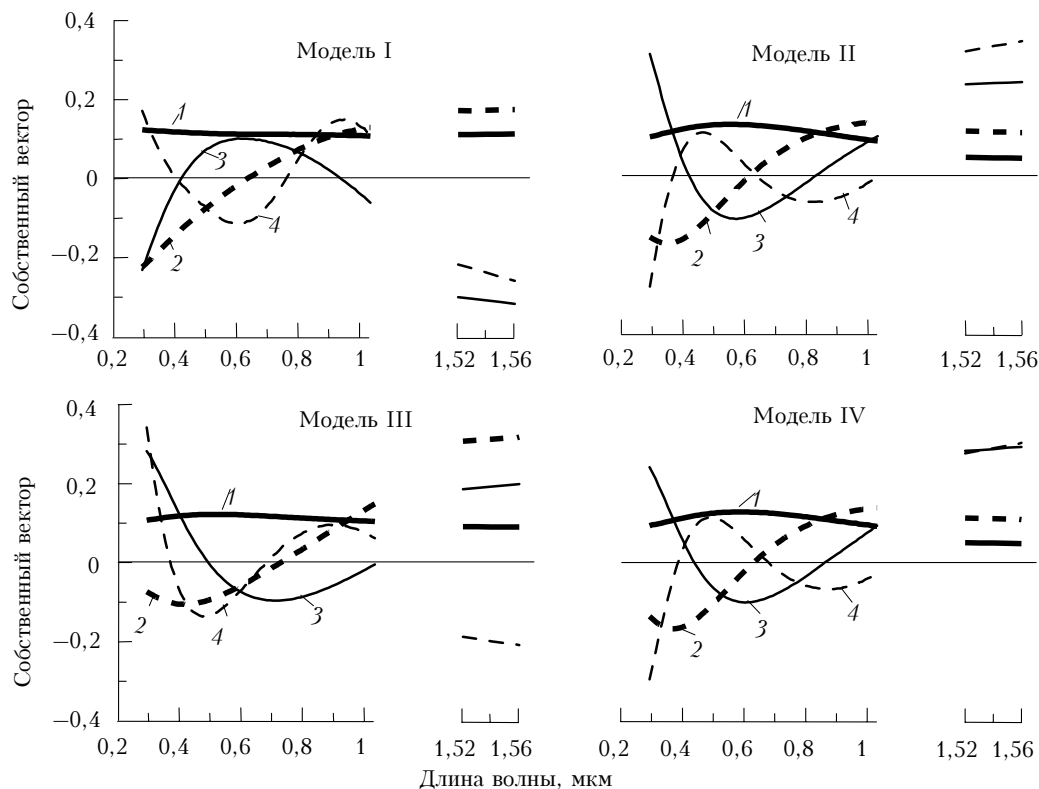 Модель I
Собственный вектор
0,4
0,2
0
−0,2
−0,4
1
3
2
4
0,2 0,4 0,6 0,8 1 1,52 1,56
Модель II
1
2
3
4
0,2 0,4 0,6 0,8 1 1,52 1,56
Модель III
Собственный вектор
0,4
0,2
0
−0,2
−0,4
1
2
4
3
0,2 0,4 0,6 0,8 1 1,52 1,56
Модель IV
1
2
3
4
0,2 0,4 0,6 0,8 1 1,52 1,56
Длина волны, мкм